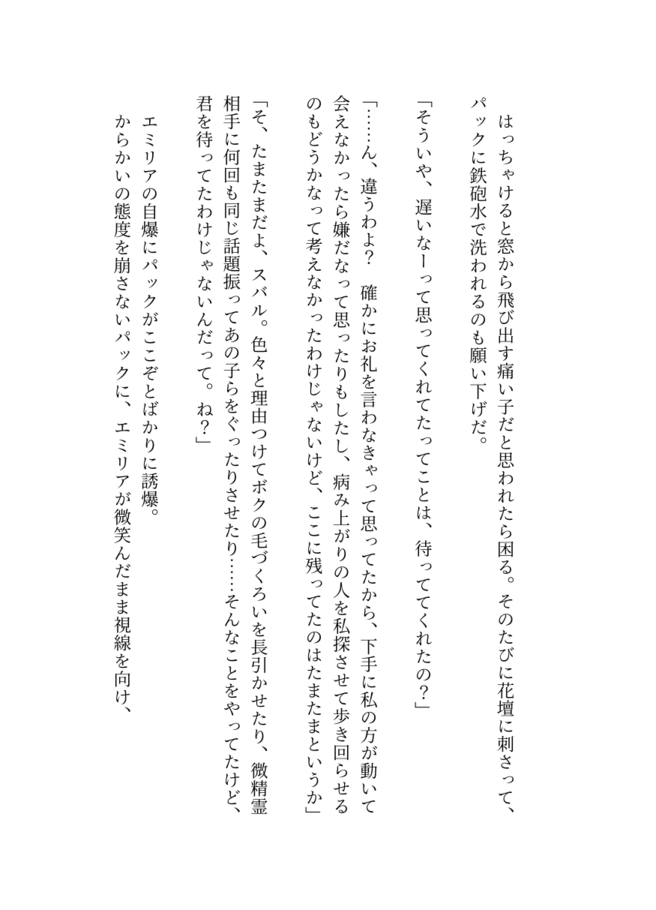 はっちゃけると窓から飛び出す痛い子だと思われたら困る。そのたびに花壇に刺さって、
パックに鉄砲水で洗われるのも願い下げだ。
「そういや、遅いなーって思ってくれてたってことは、待っててくれたの？」
「……ん、違うわよ？　確かにお礼を言わなきゃって思ってたから、下手に私の方が動いて
会えなかったら嫌だなって思ったりもしたし、病み上がりの人を私探させて歩き回らせる
のもどうかなって考えなかったわけじゃないけど、ここに残ってたのはたまたまというか」
「そ、たまたまだよ、スバル。色々と理由つけてボクの毛づくろいを長引かせたり、微精霊
相手に何回も同じ話題振ってあの子らをぐったりさせたり……そんなことをやってたけど、
君を待ってたわけじゃないんだって。ね？」
エミリアの自爆にパックがここぞとばかりに誘爆。
からかいの態度を崩さないパックに、エミリアが微笑んだまま視線を向け、